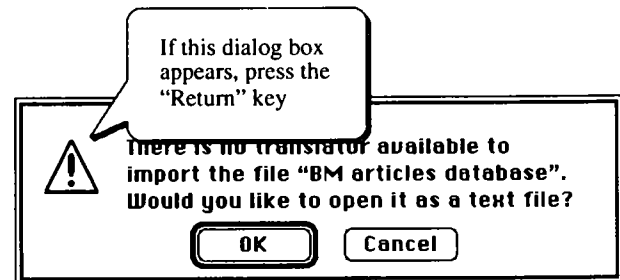 If this dialog box
appears, press the
“Return” key
There is no translator available to
import the file “BM articles database”.
Would you like to open it as a text file?
OK
Cancel